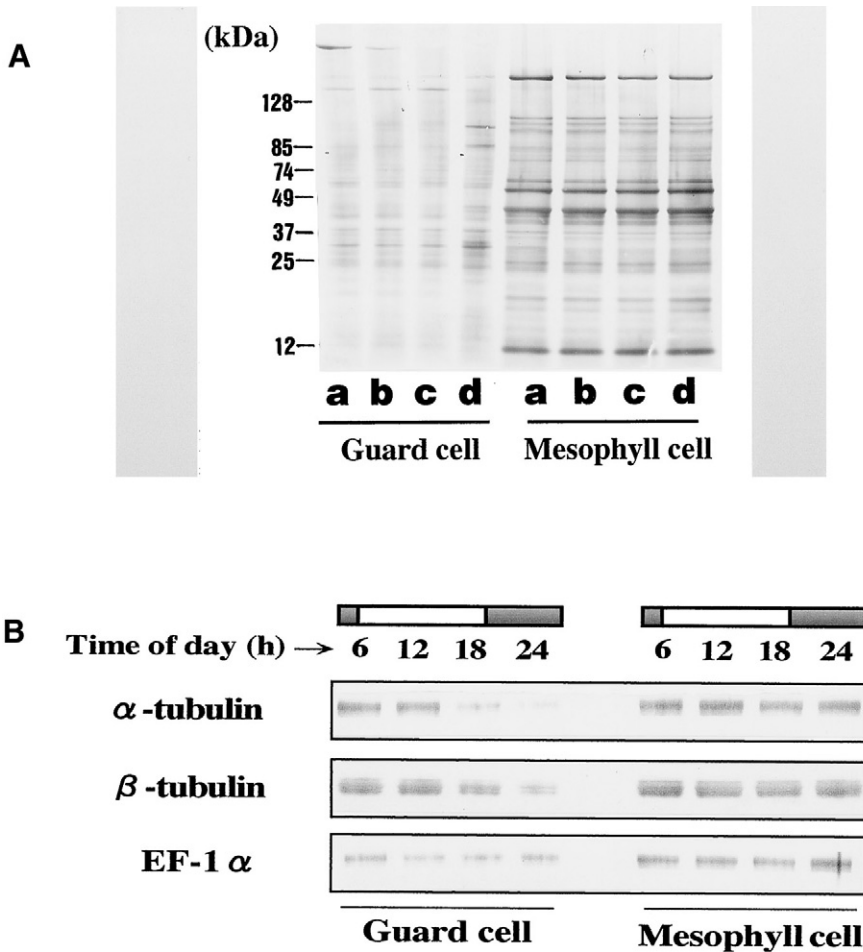 A
(kDa)
128
85
74
49
37
25
12
a b c d a b c d
Guard cell Mesophyll cell
B
Time of day (h) → 6 12 18 24 6 12 18 24
α-tubulin
β-tubulin
EF-1 α
Guard cell Mesophyll cell